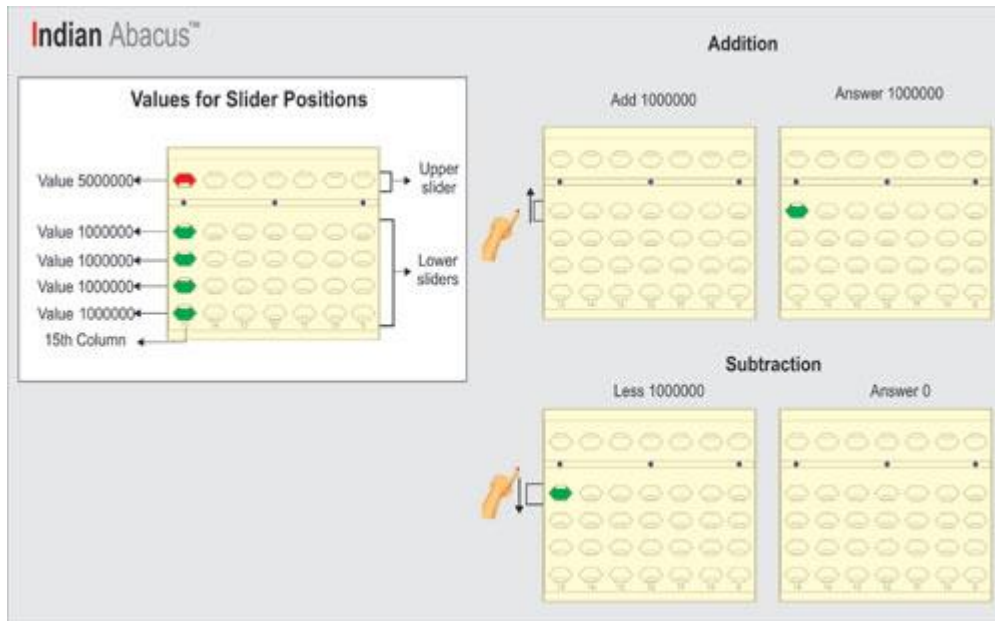 Indian Abacus™
Values for Slider Positions
Value 5000000
Upper
slider
Value 1000000
Value 1000000
Value 1000000
Value 1000000
Lower
sliders
15th Column
Addition
Add 1000000
Answer 1000000
Subtraction
Less 1000000
Answer 0